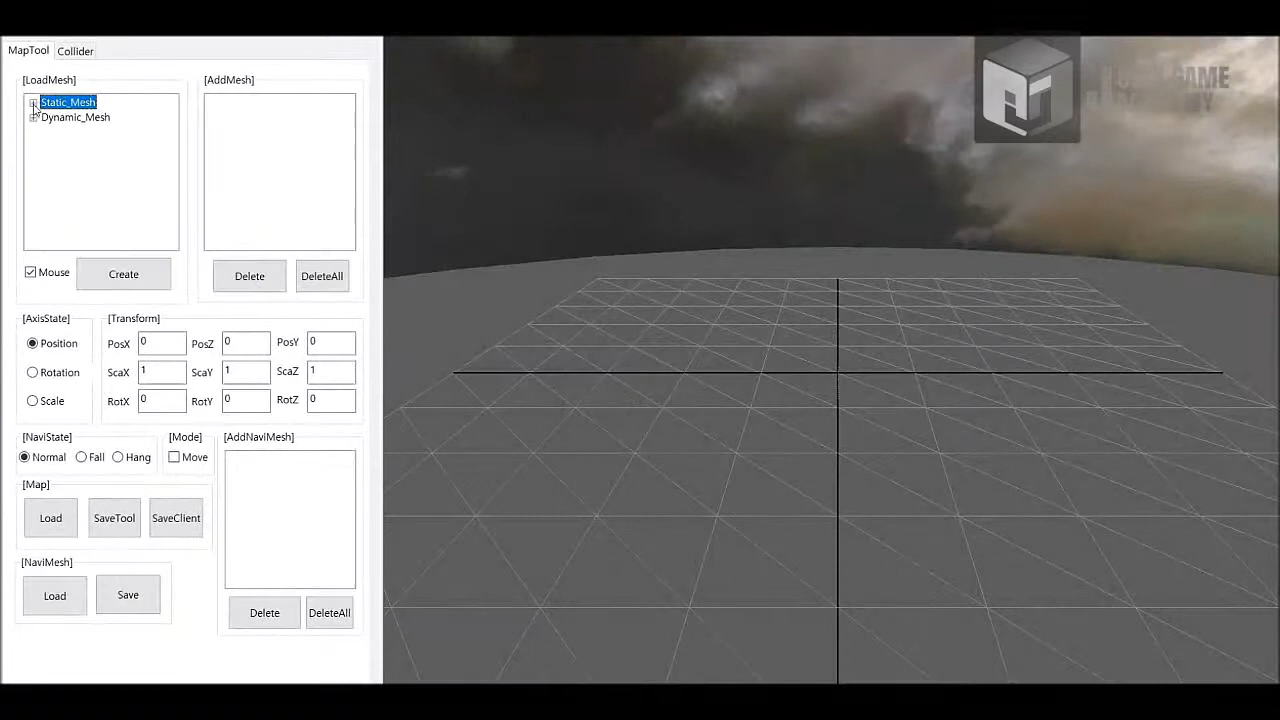 MapTool Collider
[LoadMesh] [AddMesh]
Static_Mesh
Dynamic_Mesh
Mouse Create Delete DeleteAll
[AxisState] [Transform]
Position PosX 0 PosZ 0 PosY 0
Rotation ScaX 1 ScaY 1 ScaZ 1
Scale RotX 0 RotY 0 RotZ 0
[NaviState] [Mode] [AddNaviMesh]
Normal Fall Hang Move
[Map]
Load SaveTool SaveClient
[NaviMesh]
Load Save Delete DeleteAll